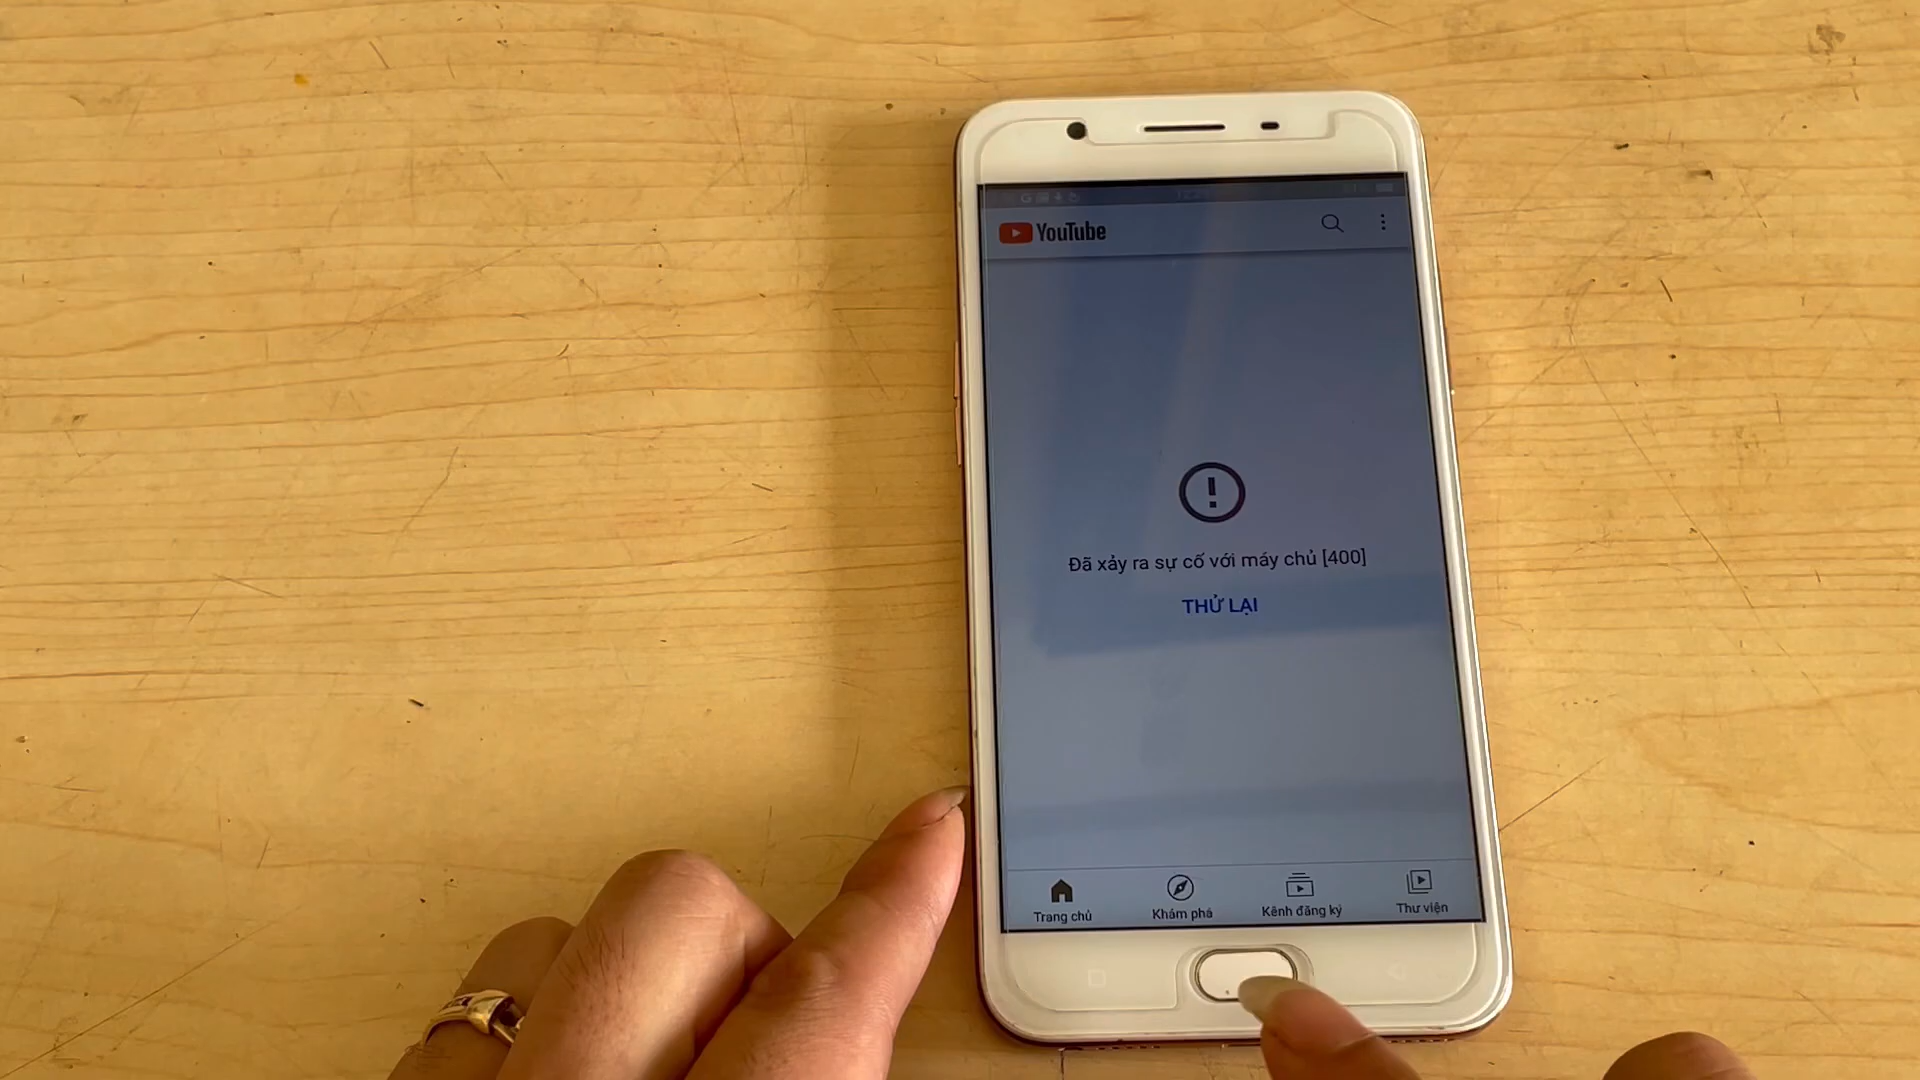 YouTube
Đã xảy ra sự cố với máy chủ [400]
THỬ LẠI
Trang chủ
Khám phá
Kênh đăng ký
Thư viện